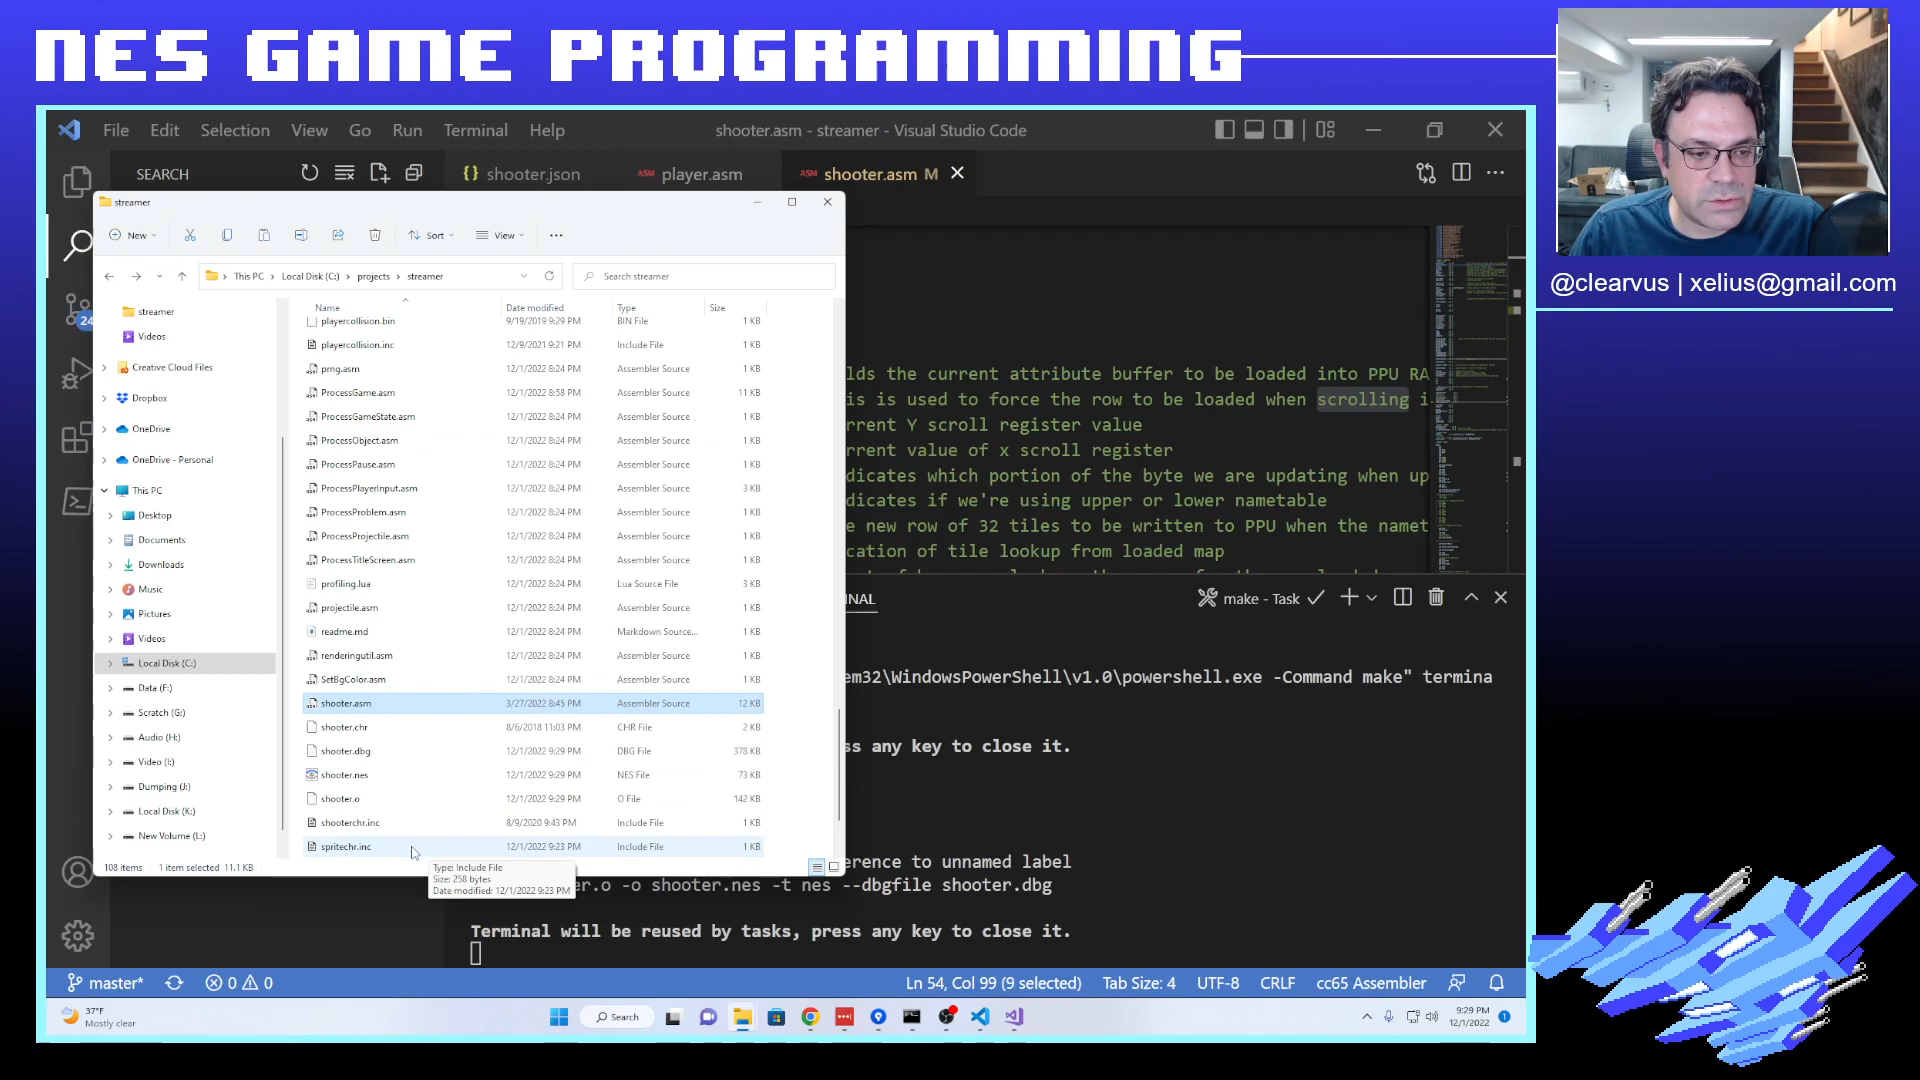 NES GAME PROGRAMMING
@clearvus | xelius@gmail.com
File Edit Selection View Go Run Terminal Help
shooter.asm - streamer - Visual Studio Code
SEARCH
{} shooter.json
ASM player.asm
ASM shooter.asm M
streamer
New
Sort
View
This PC > Local Disk (C:) > projects > streamer
Search streamer
streamer
Videos
Creative Cloud Files
Dropbox
OneDrive
OneDrive - Personal
This PC
Desktop
Documents
Downloads
Music
Pictures
Videos
Local Disk (C:)
Data (F:)
Scratch (G:)
Audio (H:)
Video (I:)
Dumping (J:)
Local Disk (K:)
New Volume (L:)
Name Date modified Type Size
playercollision.bin 9/19/2019 9:29 PM BIN File 1 KB
playercollision.inc 12/9/2021 9:21 PM Include File 1 KB
prng.asm 12/1/2022 8:24 PM Assembler Source 1 KB
ProcessGame.asm 12/1/2022 8:58 PM Assembler Source 11 KB
ProcessGameState.asm 12/1/2022 8:24 PM Assembler Source 1 KB
ProcessObject.asm 12/1/2022 8:24 PM Assembler Source 1 KB
ProcessPause.asm 12/1/2022 8:24 PM Assembler Source 1 KB
ProcessPlayerInput.asm 12/1/2022 8:24 PM Assembler Source 3 KB
ProcessProblem.asm 12/1/2022 8:24 PM Assembler Source 1 KB
ProcessProjectile.asm 12/1/2022 8:24 PM Assembler Source 1 KB
ProcessTitleScreen.asm 12/1/2022 8:24 PM Assembler Source 1 KB
profiling.lua 12/1/2022 8:24 PM Lua Source File 3 KB
projectile.asm 12/1/2022 8:24 PM Assembler Source 1 KB
readme.md 12/1/2022 8:24 PM Markdown Source... 1 KB
renderingutil.asm 12/1/2022 8:24 PM Assembler Source 1 KB
SetBgColor.asm 12/1/2022 8:24 PM Assembler Source 1 KB
shooter.asm 3/27/2022 8:45 PM Assembler Source 12 KB
shooter.chr 8/6/2018 11:03 PM CHR File 2 KB
shooter.dbg 12/1/2022 9:29 PM DBG File 378 KB
shooter.nes 12/1/2022 9:29 PM NES File 73 KB
shooter.o 12/1/2022 9:29 PM O File 142 KB
shooterchr.inc 8/9/2020 9:43 PM Include File 1 KB
spritechr.inc 12/1/2022 9:23 PM Include File 1 KB
108 items 1 item selected 11.1 KB
Type: Include File
Size: 258 bytes
Date modified: 12/1/2022 9:23 PM
24
lds the current attribute buffer to be loaded into PPU RA
is is used to force the row to be loaded when scrolling i
rrent Y scroll register value
rrent value of x scroll register
dicates which portion of the byte we are updating when up
dicates if we're using upper or lower nametable
e new row of 32 tiles to be written to PPU when the namet
cation of tile lookup from loaded map
NAL
make - Task
em32\WindowsPowerShell\v1.0\powershell.exe -Command make" termina
ss any key to close it.
erence to unnamed label
er.o -o shooter.nes -t nes --dbgfile shooter.dbg
Terminal will be reused by tasks, press any key to close it.
master* 0 0
Ln 54, Col 99 (9 selected) Tab Size: 4 UTF-8 CRLF cc65 Assembler
37°F
Mostly clear
Search
9:29 PM
12/1/2022
1